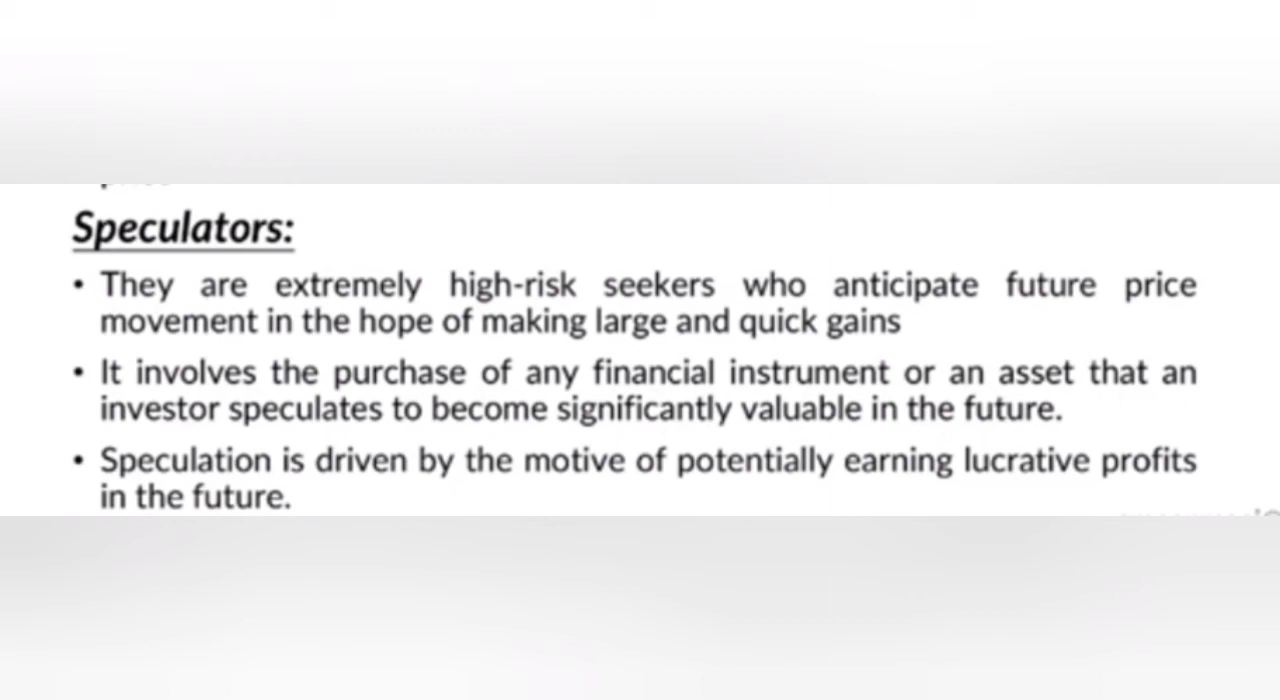 Speculators:
• They are extremely high-risk seekers who anticipate future price
movement in the hope of making large and quick gains
• It involves the purchase of any financial instrument or an asset that an
investor speculates to become significantly valuable in the future.
• Speculation is driven by the motive of potentially earning lucrative profits
in the future.